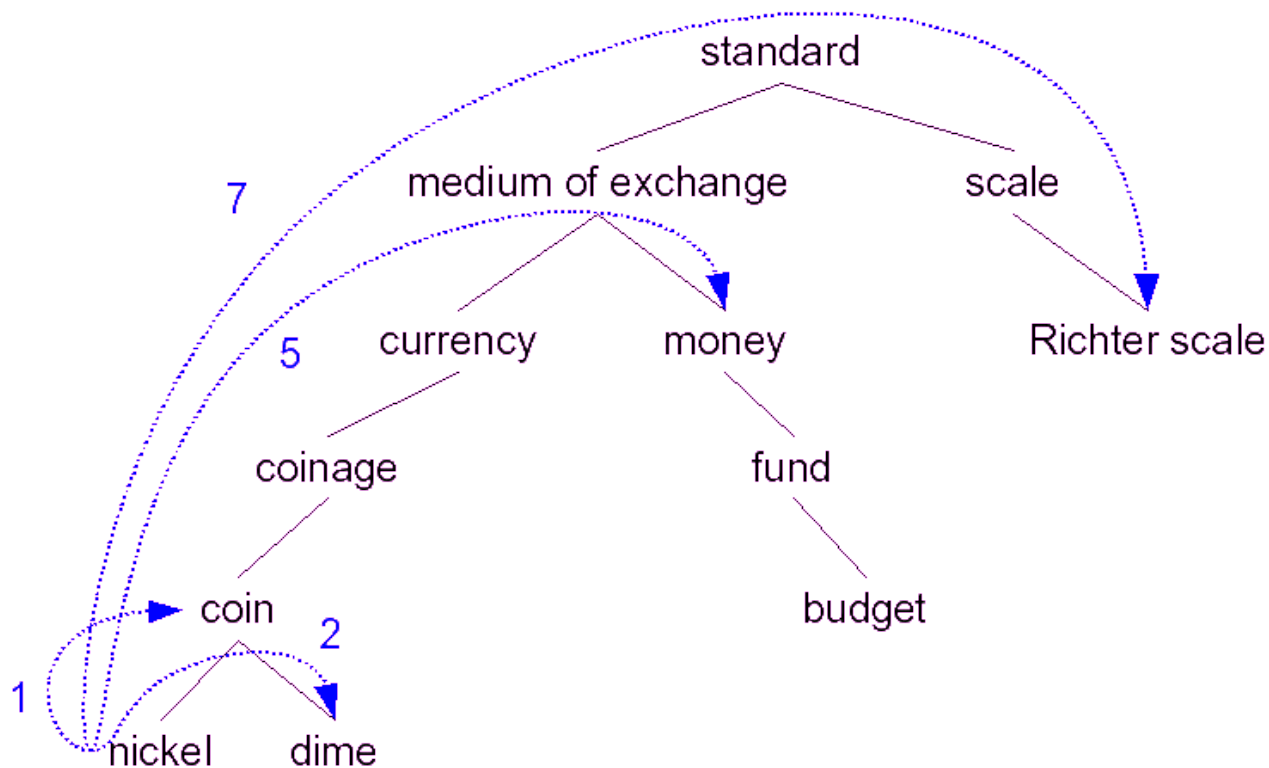 standard
medium of exchange
scale
7
currency
money
Richter scale
5
coinage
fund
coin
budget
2
1
nickel
dime